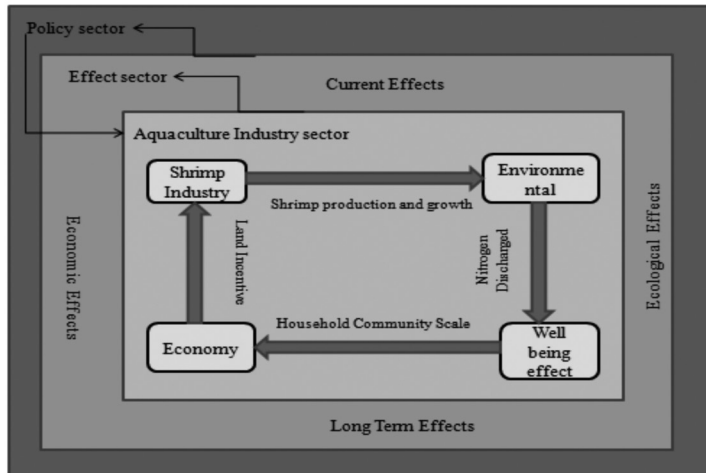 Policy sector
Effect sector
Current Effects
Aquaculture Industry sector
Shrimp
Industry
Environme
ntal
Shrimp production and growth
Economic Effects
Land Incentive
Nitrogen
Discharged
Ecological Effects
Household Community Scale
Economy
Well
being
effect
Long Term Effects